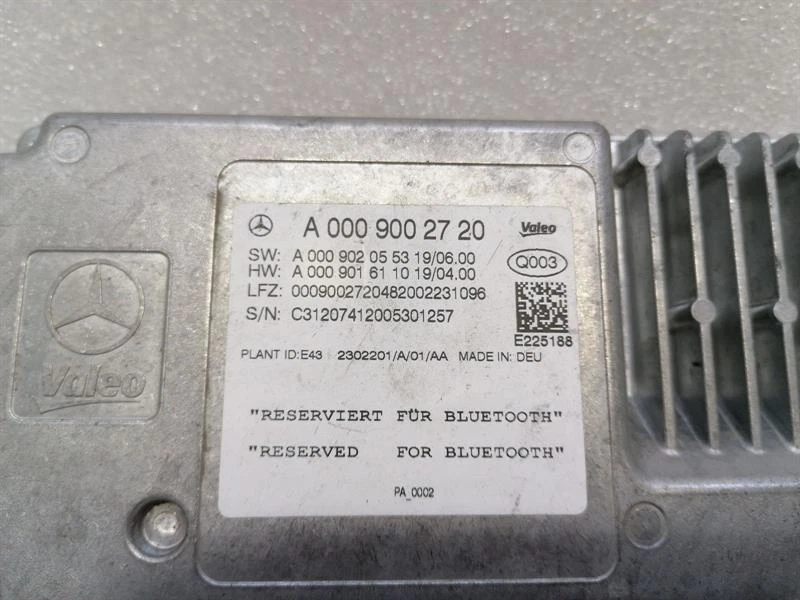 A 000 900 27 20 Valeo
SW: A 000 902 05 53 19/06.00
HW: A 000 901 61 10 19/04.00 Q003
LFZ: 0009002720482002231096
S/N: C31207412005301257
E225188
PLANT ID:E43 2302201/A/01/AA MADE IN: DEU
"RESERVIERT FÜR BLUETOOTH"
"RESERVED FOR BLUETOOTH"
PA_0002
Valeo